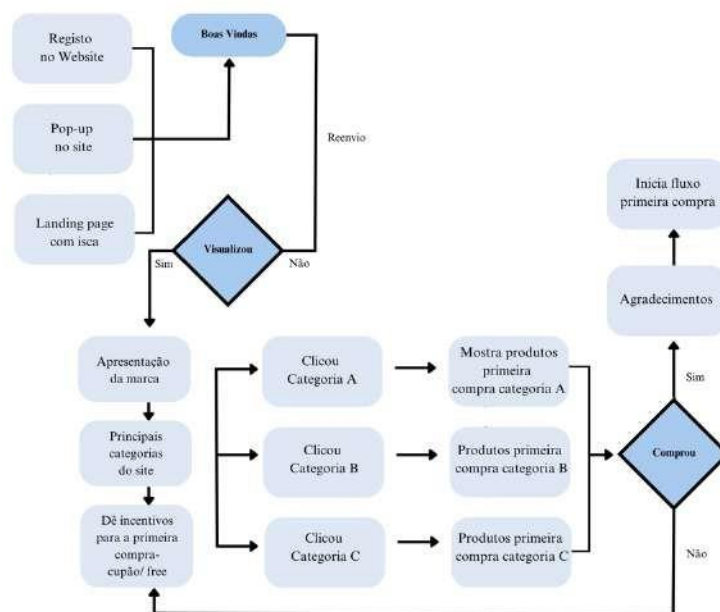 Registo
no Website
Boas Vindas
Pop-up
no site
Reenvio
Landing page
com isca
Visualizou
Sim
Não
Inicia fluxo
primeira compra
Agradecimentos
Apresentação
da marca
Clicou
Categoria A
Mostra produtos
primeira
compra categoria A
Sim
Principais
categorias
do site
Clicou
Categoria B
Produtos primeira
compra categoria B
Comprou
Dê incentivos
para a primeira
compra-
cupão/ free
Clicou
Categoria C
Produtos primeira
compra categoria C
Não